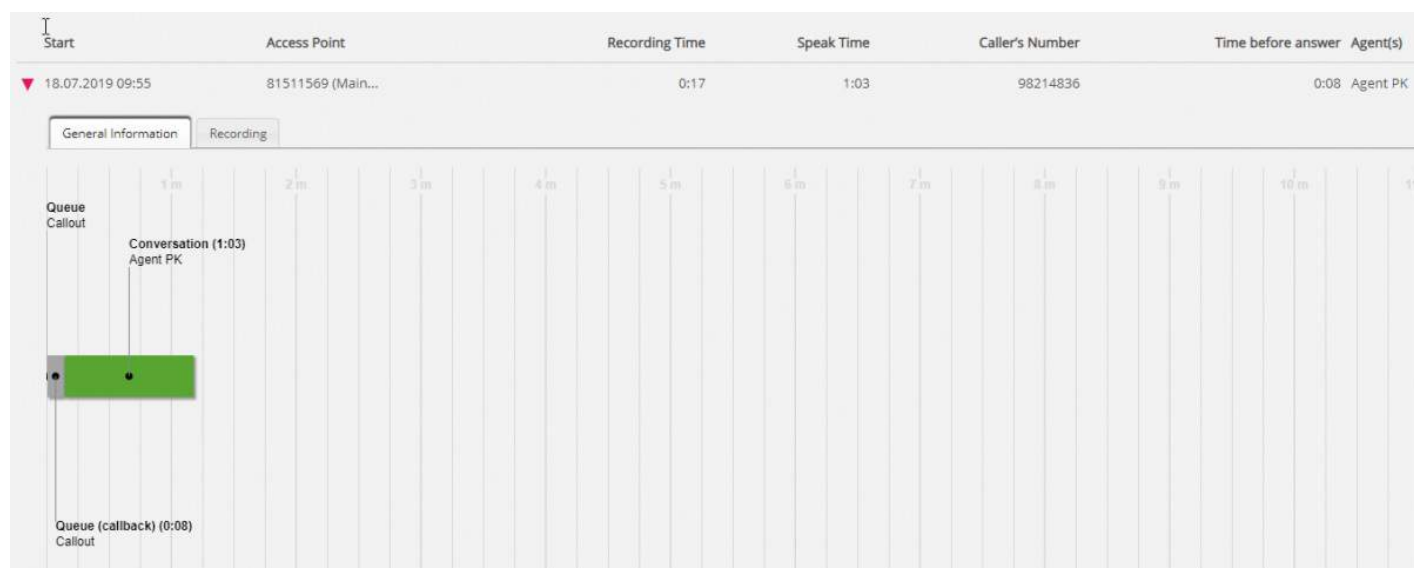 Start Access Point Recording Time Speak Time Caller's Number Time before answer Agent(s)
18.07.2019 09:55 81511569 (Main... 0:17 1:03 98214836 0:08 Agent PK
General Information Recording
1 m 2 m 3 m 4 m 5 m 6 m 7 m 8 m 9 m 10 m
Queue
Callout
Conversation (1:03)
Agent PK
Queue (callback) (0:08)
Callout